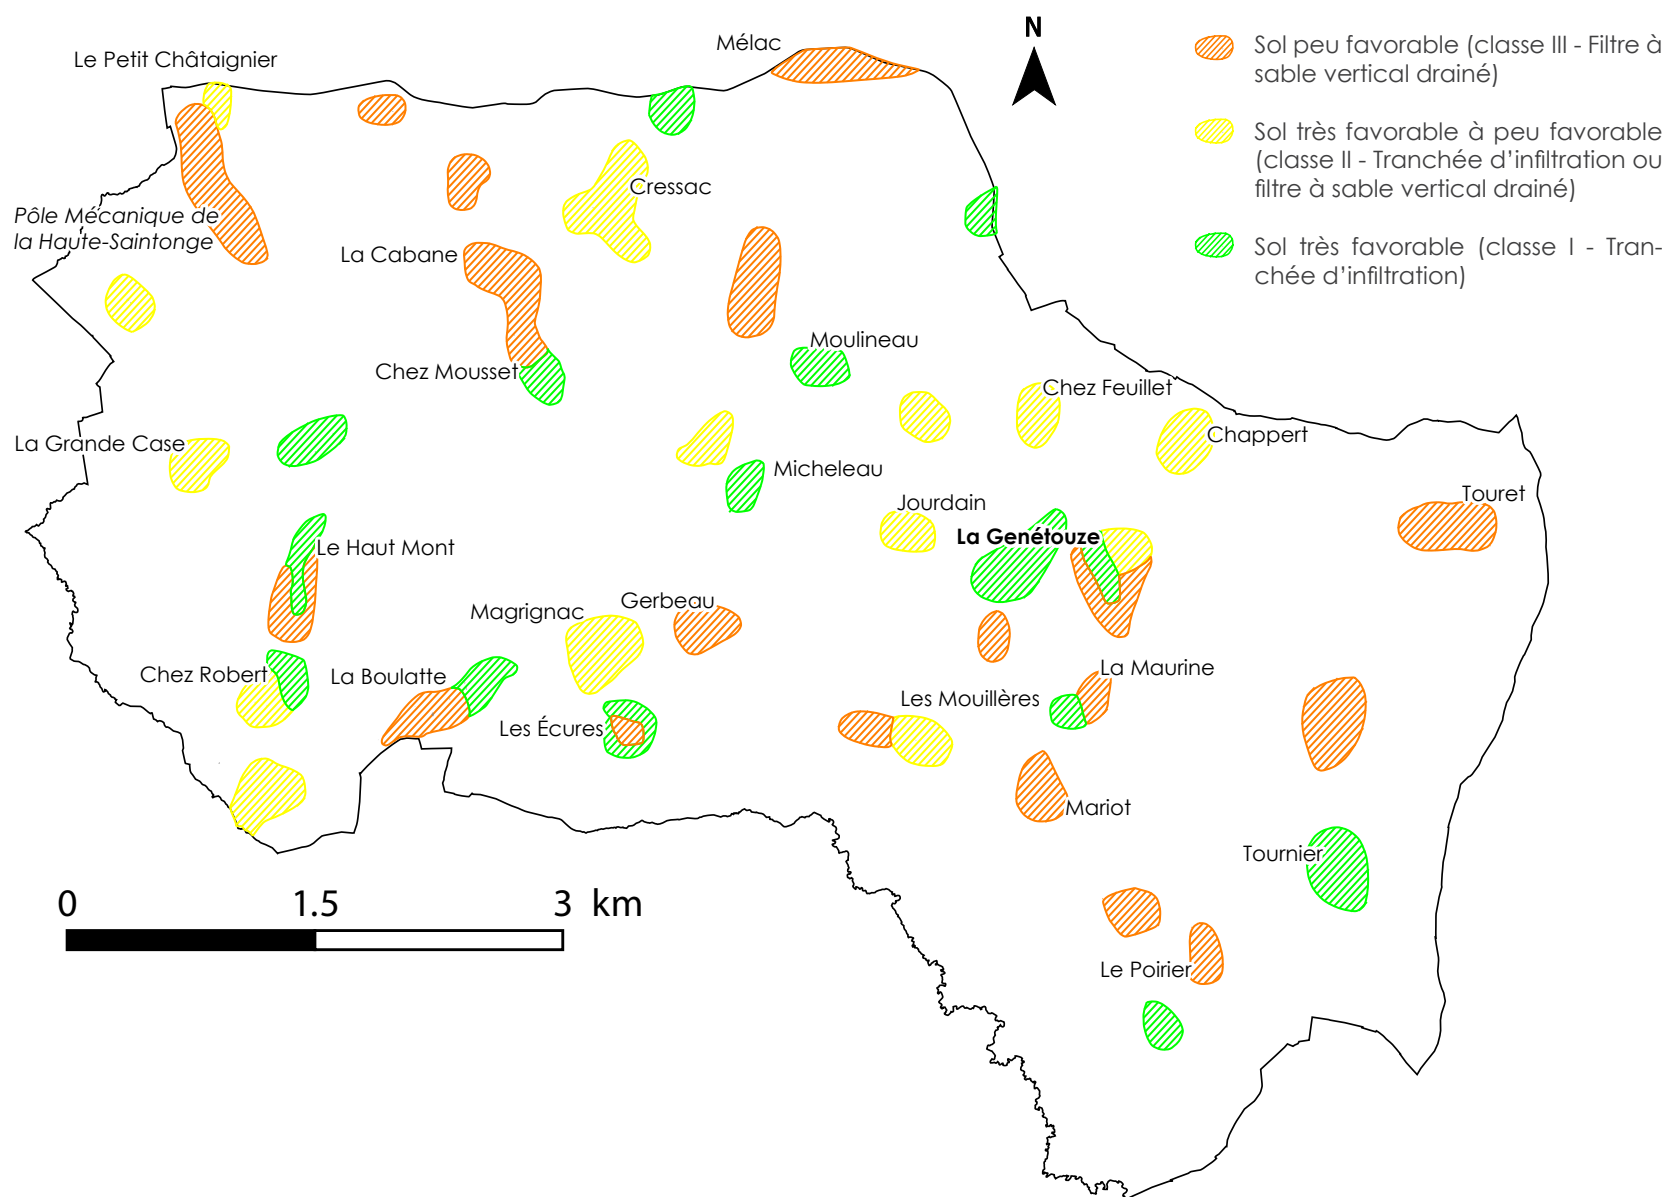 N
Mélac
Le Petit Châtaignier
Sol peu favorable (classe III - Filtre à
sable vertical drainé)
Sol très favorable à peu favorable
(classe II - Tranchée d’infiltration ou
filtre à sable vertical drainé)
Sol très favorable (classe I - Tran-
chée d’infiltration)
Cressac
Pôle Mécanique de
la Haute-Saintonge
La Cabane
Moulineau
Chez Mousset
Chez Feuillet
Chappert
La Grande Case
Micheleau
Touret
Jourdain
La Genétouze
Le Haut Mont
Gerbeau
Magrignac
La Maurine
Chez Robert
La Boulatte
Les Mouillères
Les Écures
Mariot
Tournier
0 1.5 3 km
Le Poirier